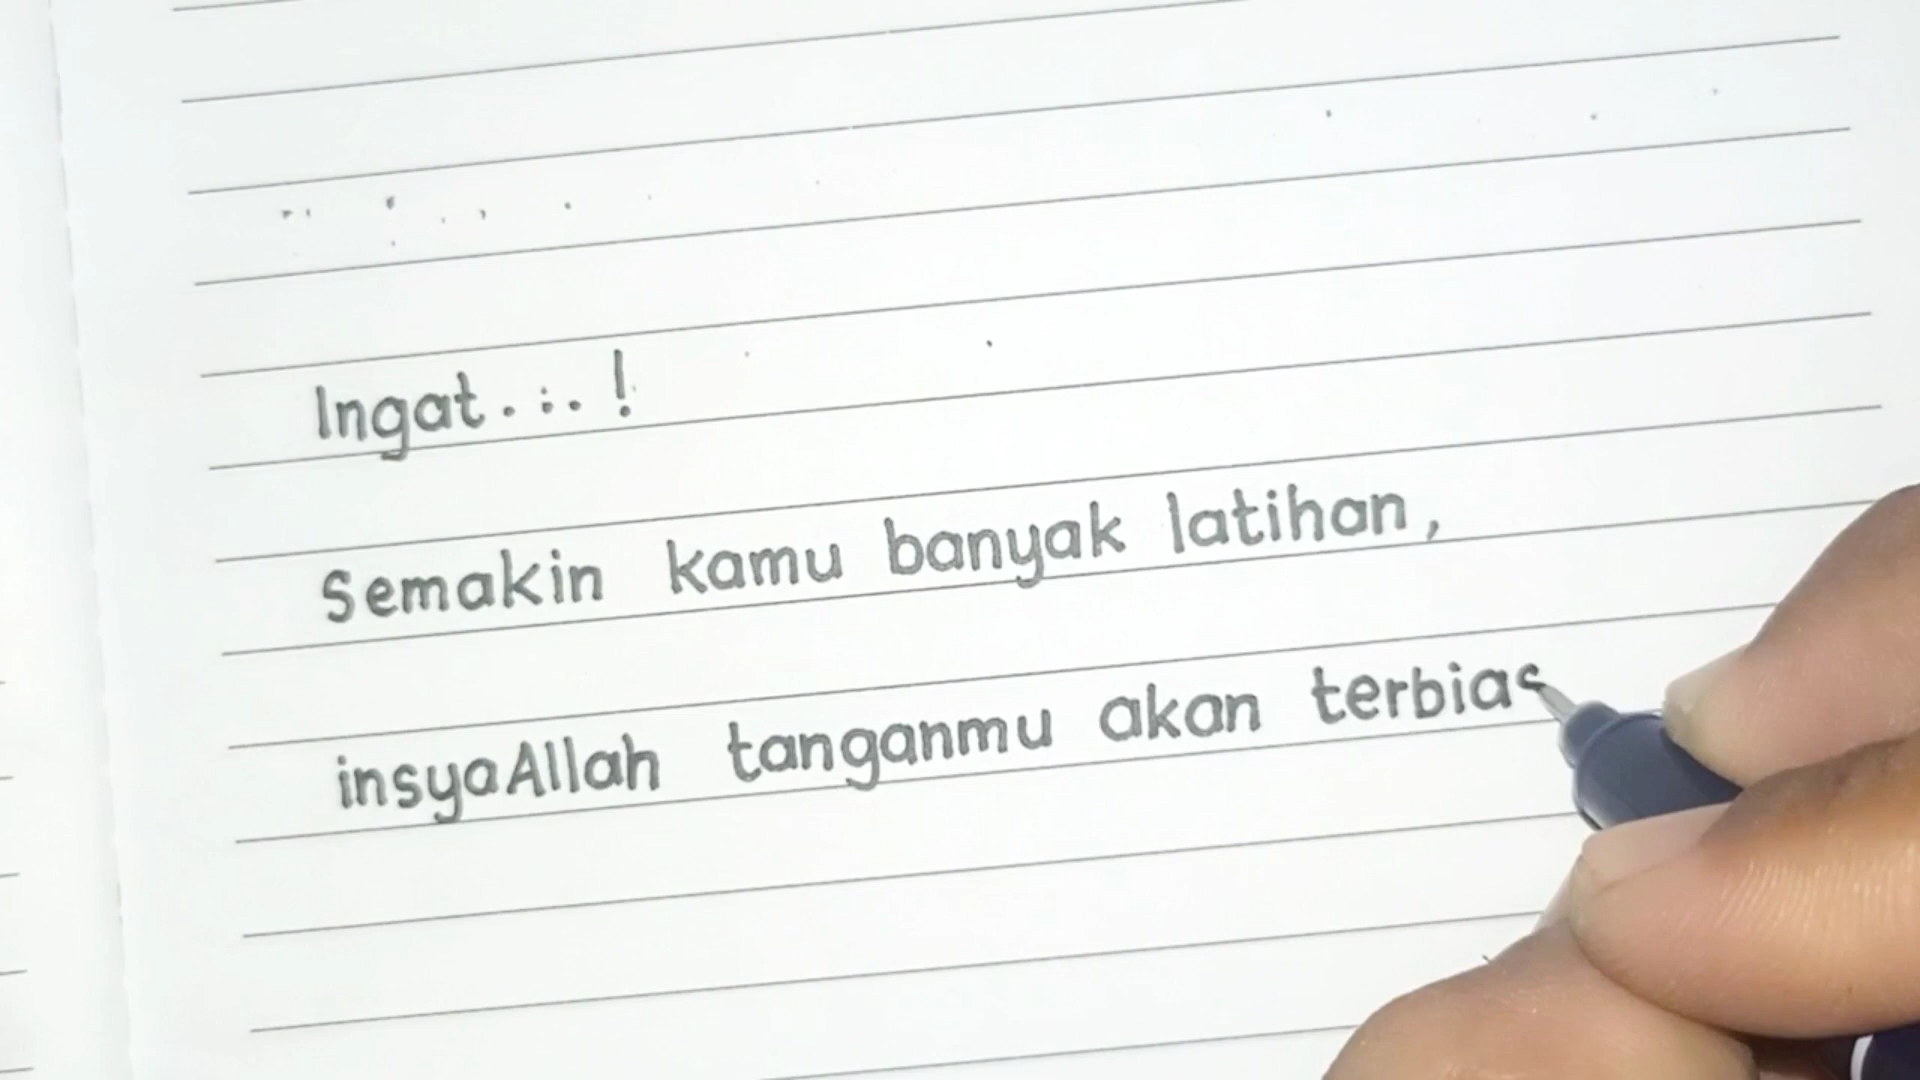 Ingat...!
Semakin kamu banyak latihan,
insyaAllah tanganmu akan terbias